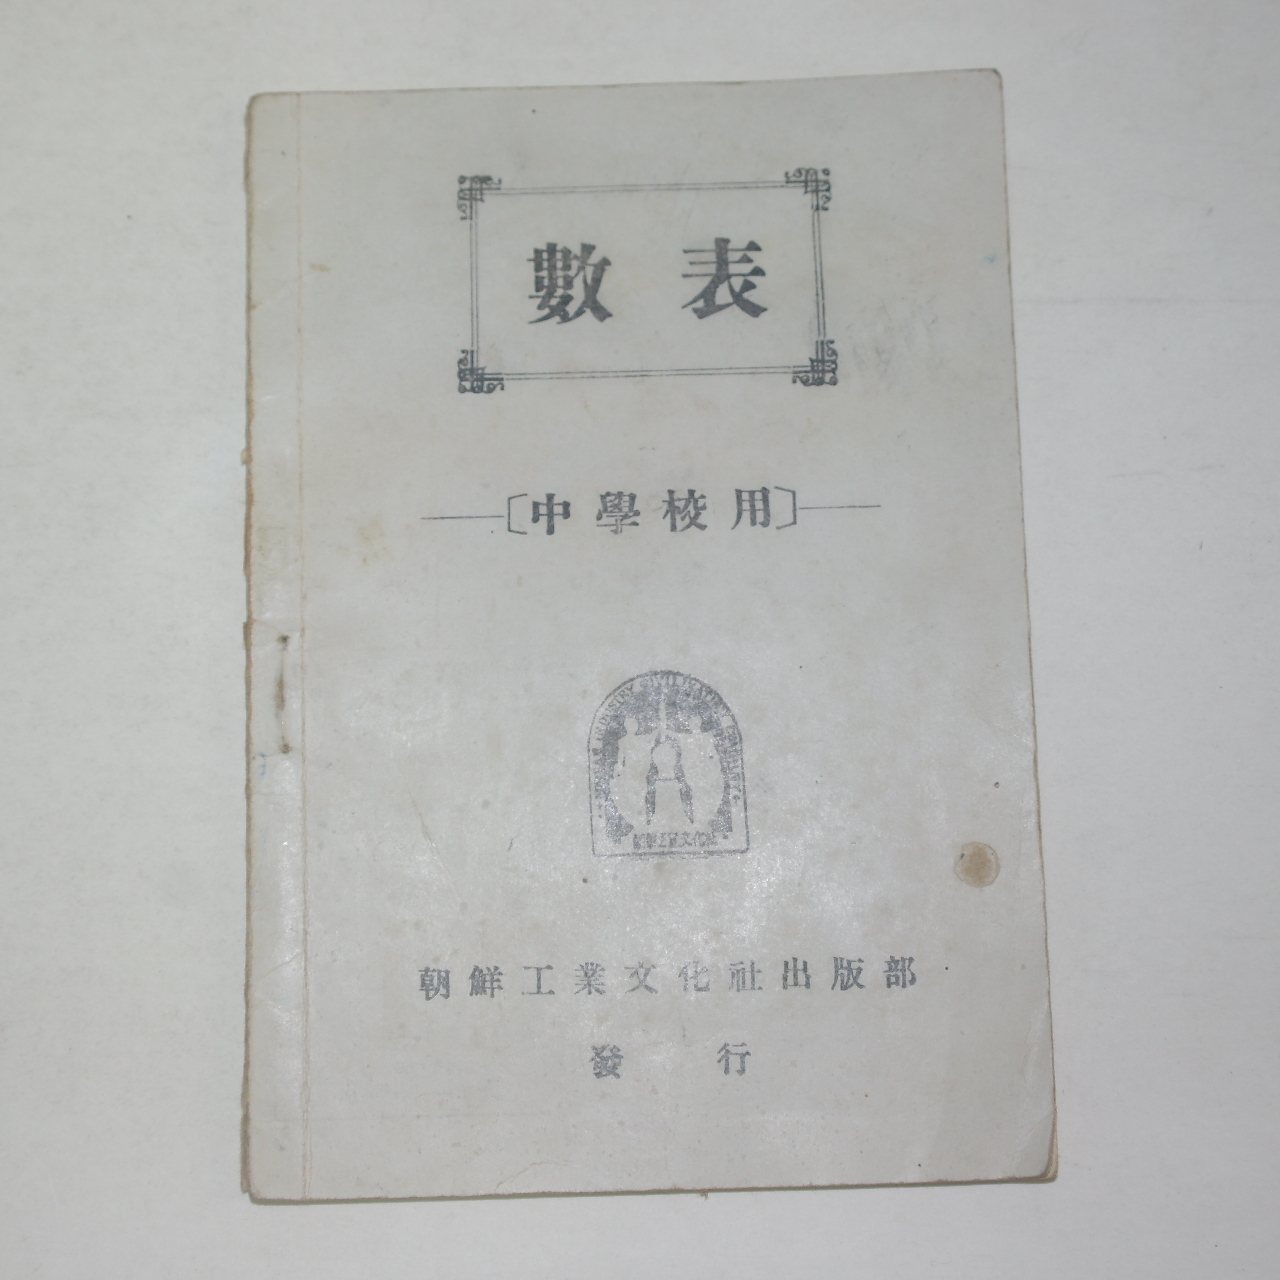 數表
〔中學校用〕
朝鮮工業文化社出版部
發行